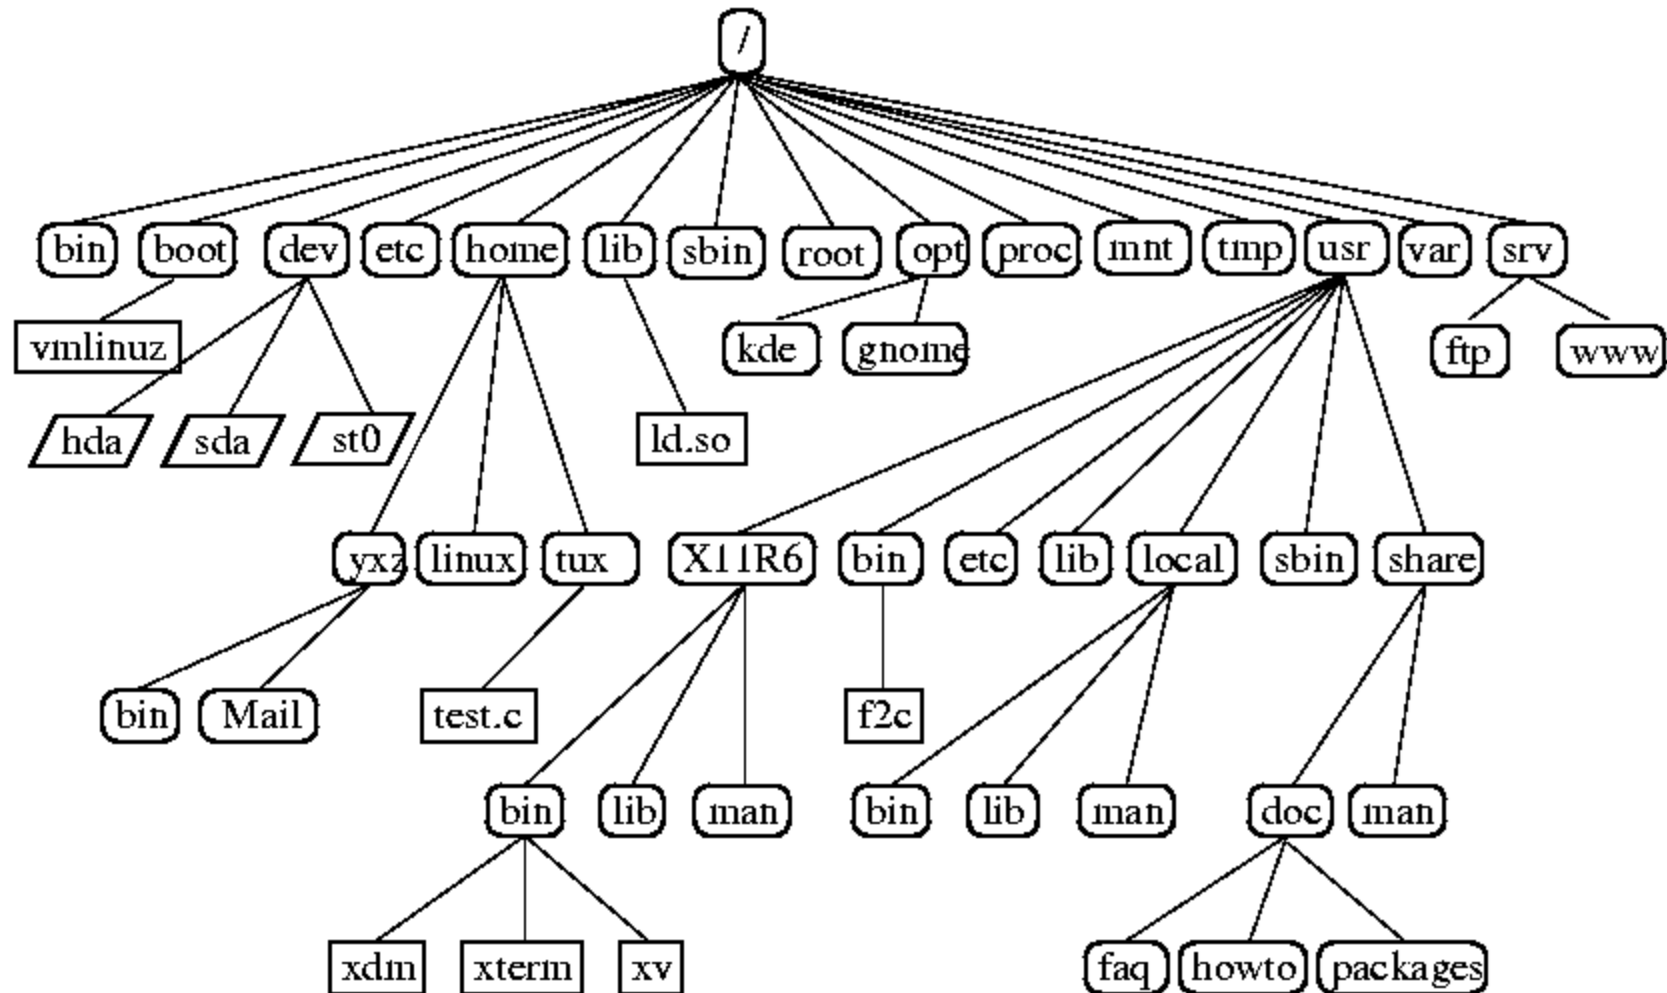 /
bin boot dev etc home lib sbin root opt proc mnt tmp usr var srv
vmlinuz kde gnome ftp www
hda sda st0 ld.so
yxz linux tux X11R6 bin etc lib local sbin share
bin Mail test.c f2c
bin lib man bin lib man doc man
xdm xterm xv faq howto packages